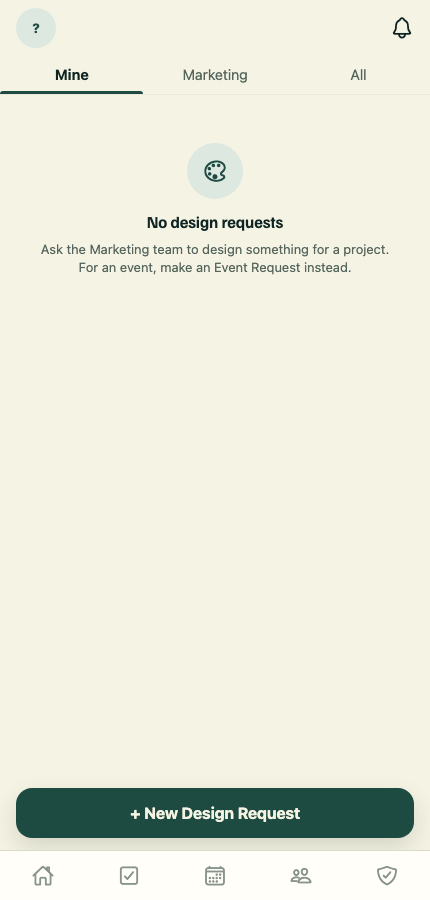 ?
Mine
Marketing
All
No design requests
Ask the Marketing team to design something for a project.
For an event, make an Event Request instead.
+ New Design Request